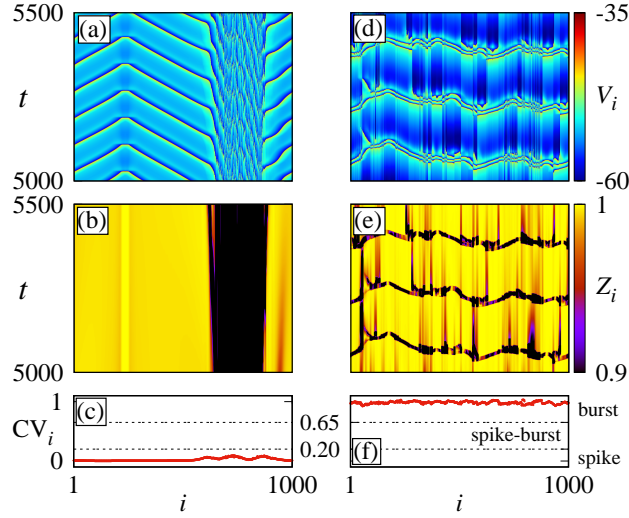 5500 (a) (d) -35
t V_i
5000 -60
5500 (b) (e) 1
t Z_i
5000 0.9
1 (c) burst
CV_i 0.65 spike-burst
0.20
0 (f) spike
1 i 1000 1 i 1000